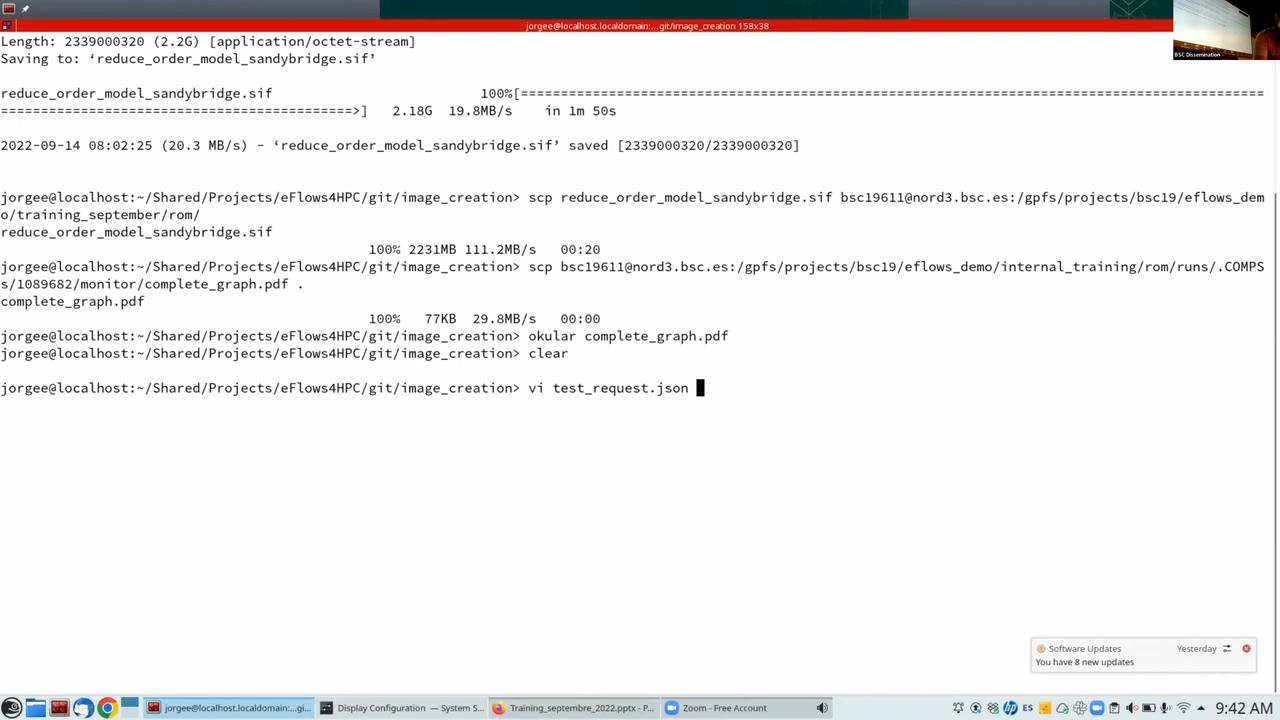 jorgee@localhost.localdomain:...git/image_creation 158x38
BSC Dissemination
Length: 2339000320 (2.2G) [application/octet-stream]
Saving to: ‘reduce_order_model_sandybridge.sif’
reduce_order_model_sandybridge.sif 100%[============================================================================================
============================================>] 2.18G 19.8MB/s in 1m 50s
2022-09-14 08:02:25 (20.3 MB/s) - ‘reduce_order_model_sandybridge.sif’ saved [2339000320/2339000320]
jorgee@localhost:~/Shared/Projects/eFlows4HPC/git/image_creation> scp reduce_order_model_sandybridge.sif bsc19611@nord3.bsc.es:/gpfs/projects/bsc19/eflows_dem
o/training_september/rom/
reduce_order_model_sandybridge.sif
100% 2231MB 111.2MB/s 00:20
jorgee@localhost:~/Shared/Projects/eFlows4HPC/git/image_creation> scp bsc19611@nord3.bsc.es:/gpfs/projects/bsc19/eflows_demo/internal_training/rom/runs/.COMPS
s/1089682/monitor/complete_graph.pdf .
complete_graph.pdf
100% 77KB 29.8MB/s 00:00
jorgee@localhost:~/Shared/Projects/eFlows4HPC/git/image_creation> okular complete_graph.pdf
jorgee@localhost:~/Shared/Projects/eFlows4HPC/git/image_creation> clear
jorgee@localhost:~/Shared/Projects/eFlows4HPC/git/image_creation> vi test_request.json
Software Updates Yesterday
You have 8 new updates
jorgee@localhost.localdomain:...gi... Display Configuration — System S... Training_septembre_2022.pptx - P... Zoom - Free Account ES 9:42 AM